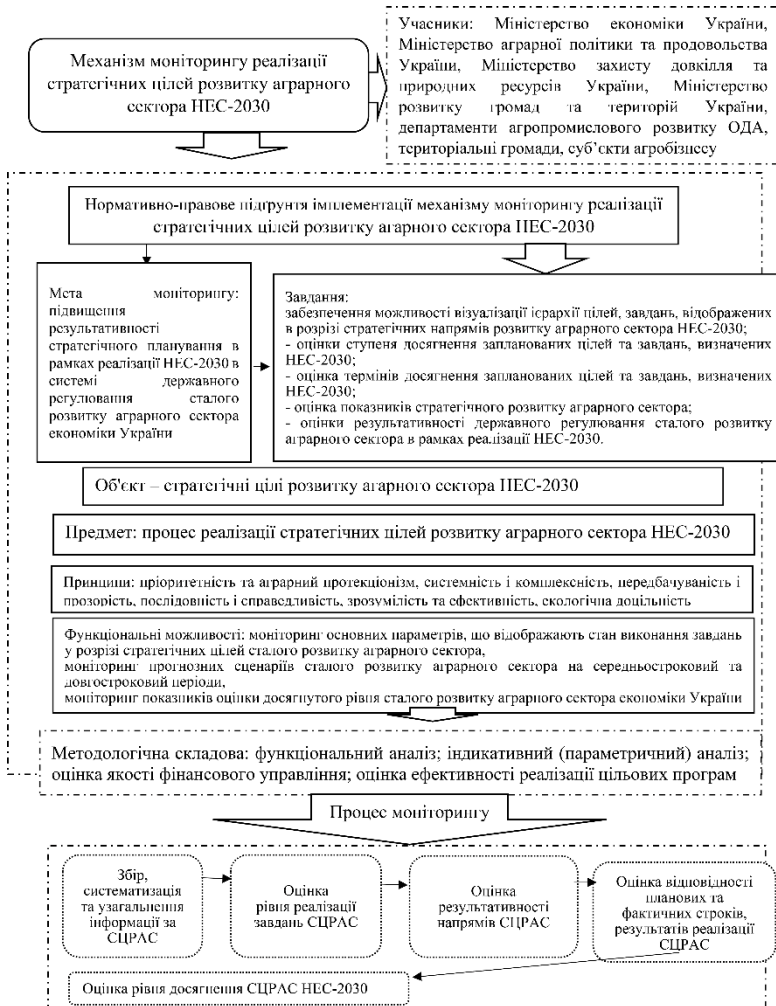 Механізм моніторингу реалізації
стратегічних цілей розвитку аграрного
сектора НЕС-2030
Учасники: Міністерство економіки України,
Міністерство аграрної політики та продовольства
України, Міністерство захисту довкілля та
природних ресурсів України, Міністерство
розвитку громад та територій України,
департаменти агропромислового розвитку ОДА,
територіальні громади, суб’єкти агробізнесу
Нормативно-правове підґрунтя імплементації механізму моніторингу реалізації
стратегічних цілей розвитку агарного сектора НЕС-2030
Мета моніторингу:
підвищення
результативності
стратегічного планування в
рамках реалізації НЕС-2030 в
системі державного
регулювання сталого
розвитку аграрного сектора
економіки України
Завдання:
забезпечення можливості візуалізації ієрархії цілей, завдань, відображених
в розрізі стратегічних напрямів розвитку аграрного сектора НЕС-2030;
- оцінки ступеня досягнення запланованих цілей та завдань, визначених
НЕС-2030;
- оцінка термінів досягнення запланованих цілей та завдань, визначених
НЕС-2030;
- оцінка показників стратегічного розвитку аграрного сектора;
- оцінки результативності державного регулювання сталого розвитку
аграрного сектора в рамках реалізації НЕС-2030.
Об'єкт – стратегічні цілі розвитку агарного сектора НЕС-2030
Предмет: процес реалізації стратегічних цілей розвитку аграрного сектора НЕС-2030
Принципи: пріоритетність та аграрний протекціонізм, системність і комплексність, передбачуваність і
прозорість, послідовність і справедливість, зрозумілість та ефективність, екологічна доцільність
Функціональні можливості: моніторинг основних параметрів, що відображають стан виконання завдань
у розрізі стратегічних цілей сталого розвитку аграрного сектора,
моніторинг прогнозних сценаріїв сталого розвитку аграрного сектора на середньостроковий та
довгостроковий періоди,
моніторинг показників оцінки досягнутого рівня сталого розвитку аграрного сектора економіки України
Методологічна складова: функціональний аналіз; індикативний (параметричний) аналіз;
оцінка якості фінансового управління; оцінка ефективності реалізації цільових програм
Процес моніторингу
Збір,
систематизація
та узагальнення
інформації за
СЦРАС
Оцінка
рівня реалізації
завдань СЦРАС
Оцінка
результативності
напрямів СЦРАС
Оцінка відповідності
планових та
фактичних строків,
результатів реалізації
СЦРАС
Оцінка рівня досягнення СЦРАС НЕС-2030